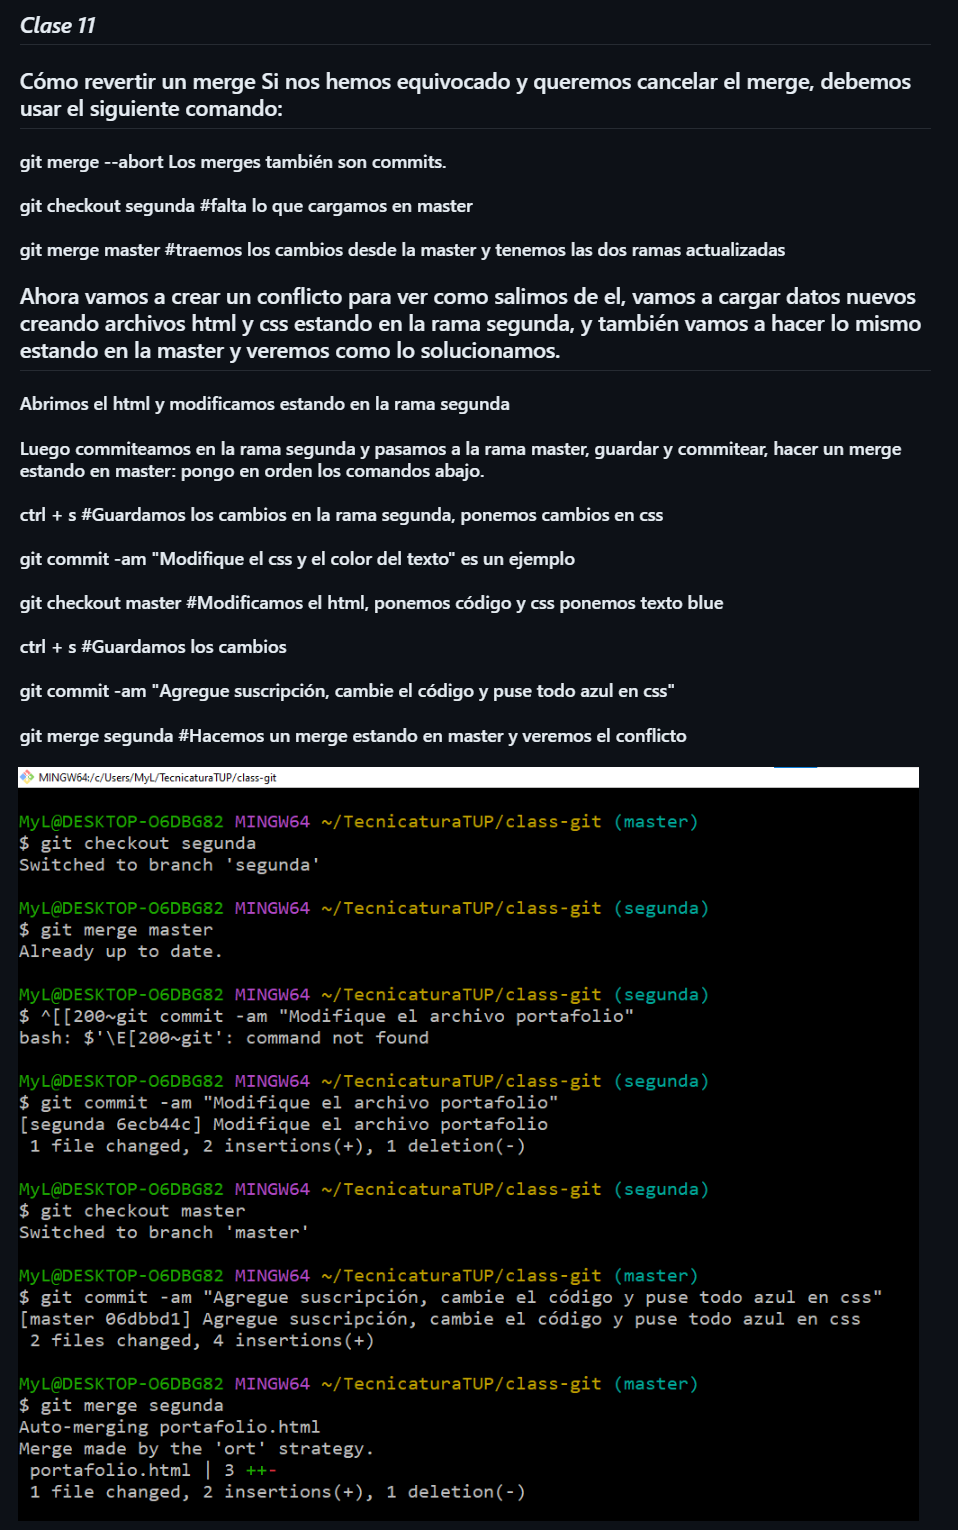 Clase 11
Cómo revertir un merge Si nos hemos equivocado y queremos cancelar el merge, debemos
usar el siguiente comando:
git merge --abort Los merges también son commits.
git checkout segunda #falta lo que cargamos en master
git merge master #traemos los cambios desde la master y tenemos las dos ramas actualizadas
Ahora vamos a crear un conflicto para ver como salimos de el, vamos a cargar datos nuevos
creando archivos html y css estando en la rama segunda, y también vamos a hacer lo mismo
estando en la master y veremos como lo solucionamos.
Abrimos el html y modificamos estando en la rama segunda
Luego commiteamos en la rama segunda y pasamos a la rama master, guardar y commitear, hacer un merge
estando en master: pongo en orden los comandos abajo.
ctrl + s #Guardamos los cambios en la rama segunda, ponemos cambios en css
git commit -am "Modifique el css y el color del texto" es un ejemplo
git checkout master #Modificamos el html, ponemos código y css ponemos texto blue
ctrl + s #Guardamos los cambios
git commit -am "Agregue suscripción, cambie el código y puse todo azul en css"
git merge segunda #Hacemos un merge estando en master y veremos el conflicto
MINGW64:/c/Users/MyL/TecnicaturaTUP/class-git
MyL@DESKTOP-O6DBG82 MINGW64 ~/TecnicaturaTUP/class-git (master)
$ git checkout segunda
Switched to branch 'segunda'
MyL@DESKTOP-O6DBG82 MINGW64 ~/TecnicaturaTUP/class-git (segunda)
$ git merge master
Already up to date.
MyL@DESKTOP-O6DBG82 MINGW64 ~/TecnicaturaTUP/class-git (segunda)
$ ^[[200~git commit -am "Modifique el archivo portafolio"
bash: $'\E[200~git': command not found
MyL@DESKTOP-O6DBG82 MINGW64 ~/TecnicaturaTUP/class-git (segunda)
$ git commit -am "Modifique el archivo portafolio"
[segunda 6ecb44c] Modifique el archivo portafolio
1 file changed, 2 insertions(+), 1 deletion(-)
MyL@DESKTOP-O6DBG82 MINGW64 ~/TecnicaturaTUP/class-git (segunda)
$ git checkout master
Switched to branch 'master'
MyL@DESKTOP-O6DBG82 MINGW64 ~/TecnicaturaTUP/class-git (master)
$ git commit -am "Agregue suscripción, cambie el código y puse todo azul en css"
[master 06dbbd1] Agregue suscripción, cambie el código y puse todo azul en css
2 files changed, 4 insertions(+)
MyL@DESKTOP-O6DBG82 MINGW64 ~/TecnicaturaTUP/class-git (master)
$ git merge segunda
Auto-merging portafolio.html
Merge made by the 'ort' strategy.
portafolio.html | 3 ++-
1 file changed, 2 insertions(+), 1 deletion(-)